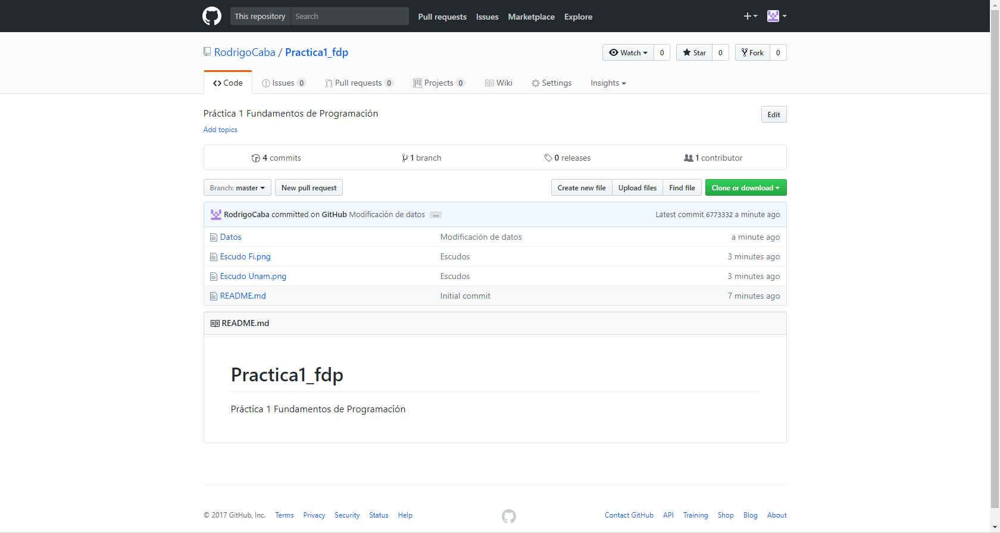 This repository Search Pull requests Issues Marketplace Explore
RodrigoCaba / Practica1_fdp Watch 0 Star 0 Fork 0
Code Issues 0 Pull requests 0 Projects 0 Wiki Settings Insights
Práctica 1 Fundamentos de Programación Edit
Add topics
4 commits 1 branch 0 releases 1 contributor
Branch: master New pull request Create new file Upload files Find file Clone or download
RodrigoCaba committed on GitHub Modificación de datos ... Latest commit 6773332 a minute ago
Datos Modificación de datos a minute ago
Escudo Fi.png Escudos 3 minutes ago
Escudo Unam.png Escudos 3 minutes ago
README.md Initial commit 7 minutes ago
README.md
Practica1_fdp
Práctica 1 Fundamentos de Programación
© 2017 GitHub, Inc. Terms Privacy Security Status Help Contact GitHub API Training Shop Blog About